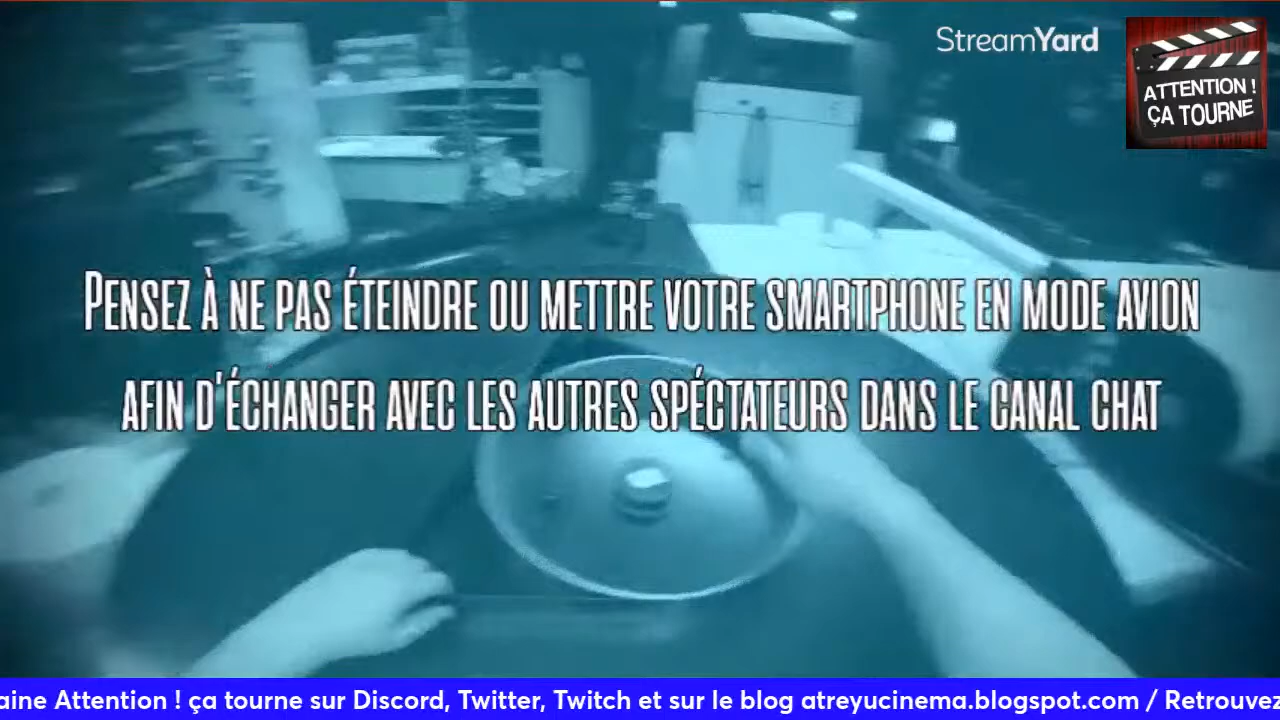 StreamYard
ATTENTION !
ÇA TOURNE
PENSEZ À NE PAS ÉTEINDRE OU METTRE VOTRE SMARTPHONE EN MODE AVION
AFIN D'ÉCHANGER AVEC LES AUTRES SPÉCTATEURS DANS LE CANAL CHAT
aine Attention ! ça tourne sur Discord, Twitter, Twitch et sur le blog atreyucinema.blogspot.com / Retrouvez